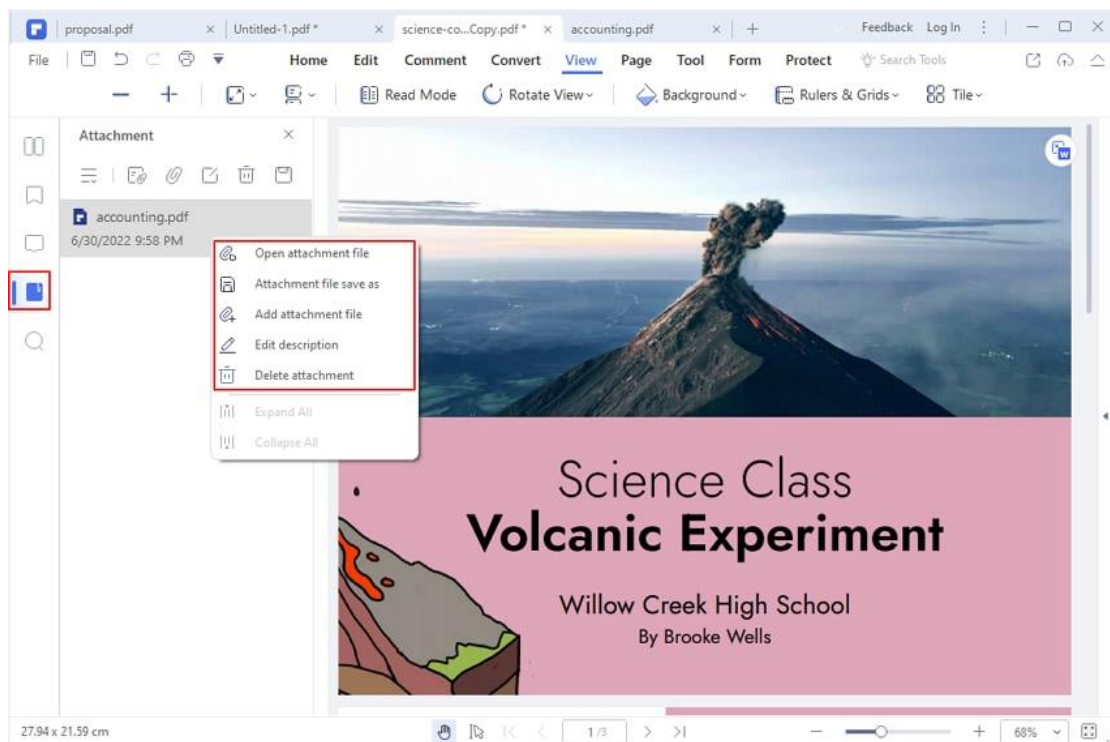 proposal.pdf × Untitled-1.pdf * × science-co...Copy.pdf * × accounting.pdf × + Feedback Log In
File Home Edit Comment Convert View Page Tool Form Protect Search Tools
Read Mode Rotate View Background Rulers & Grids Tile
Attachment
accounting.pdf
6/30/2022 9:58 PM
Open attachment file
Attachment file save as
Add attachment file
Edit description
Delete attachment
Expand All
Collapse All
W
Science Class
Volcanic Experiment
Willow Creek High School
By Brooke Wells
27.94 x 21.59 cm 1 /3 68%